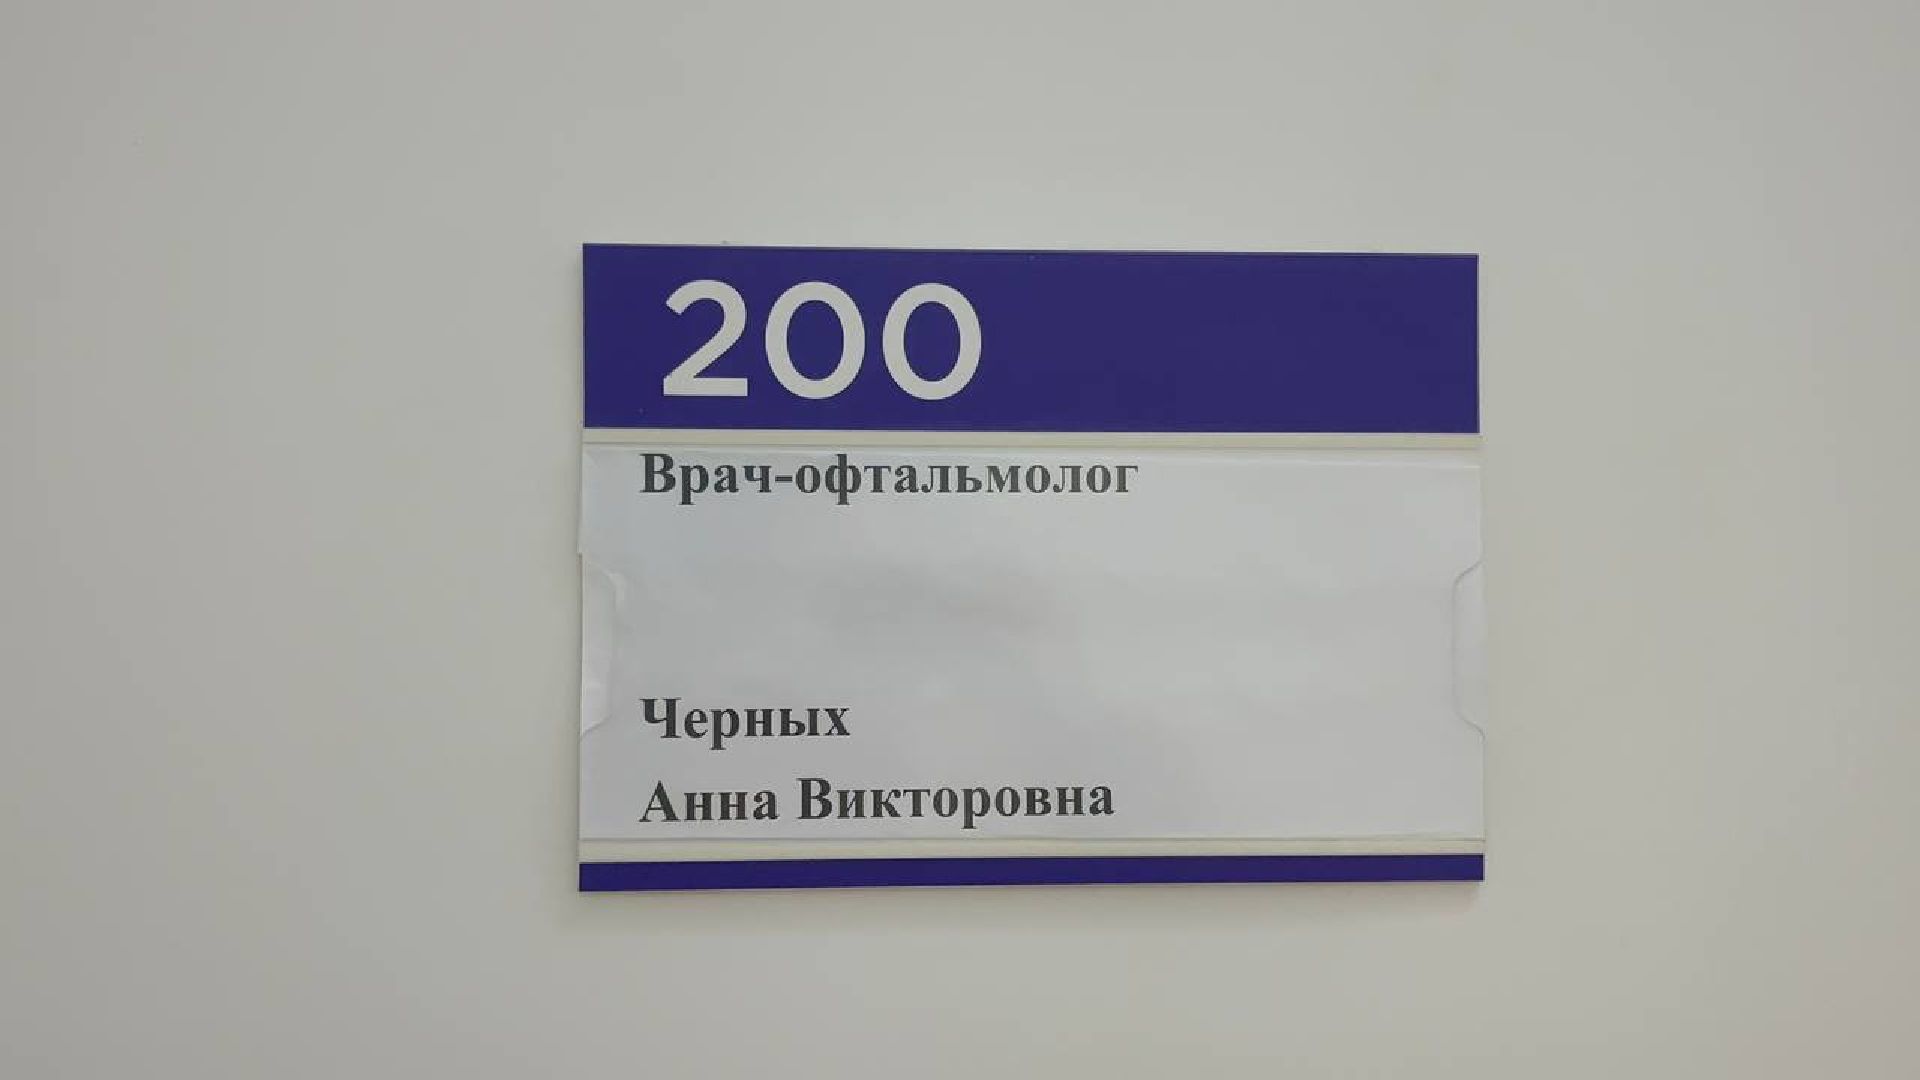 200
Врач-офтальмолог
Черных
Анна Викторовна